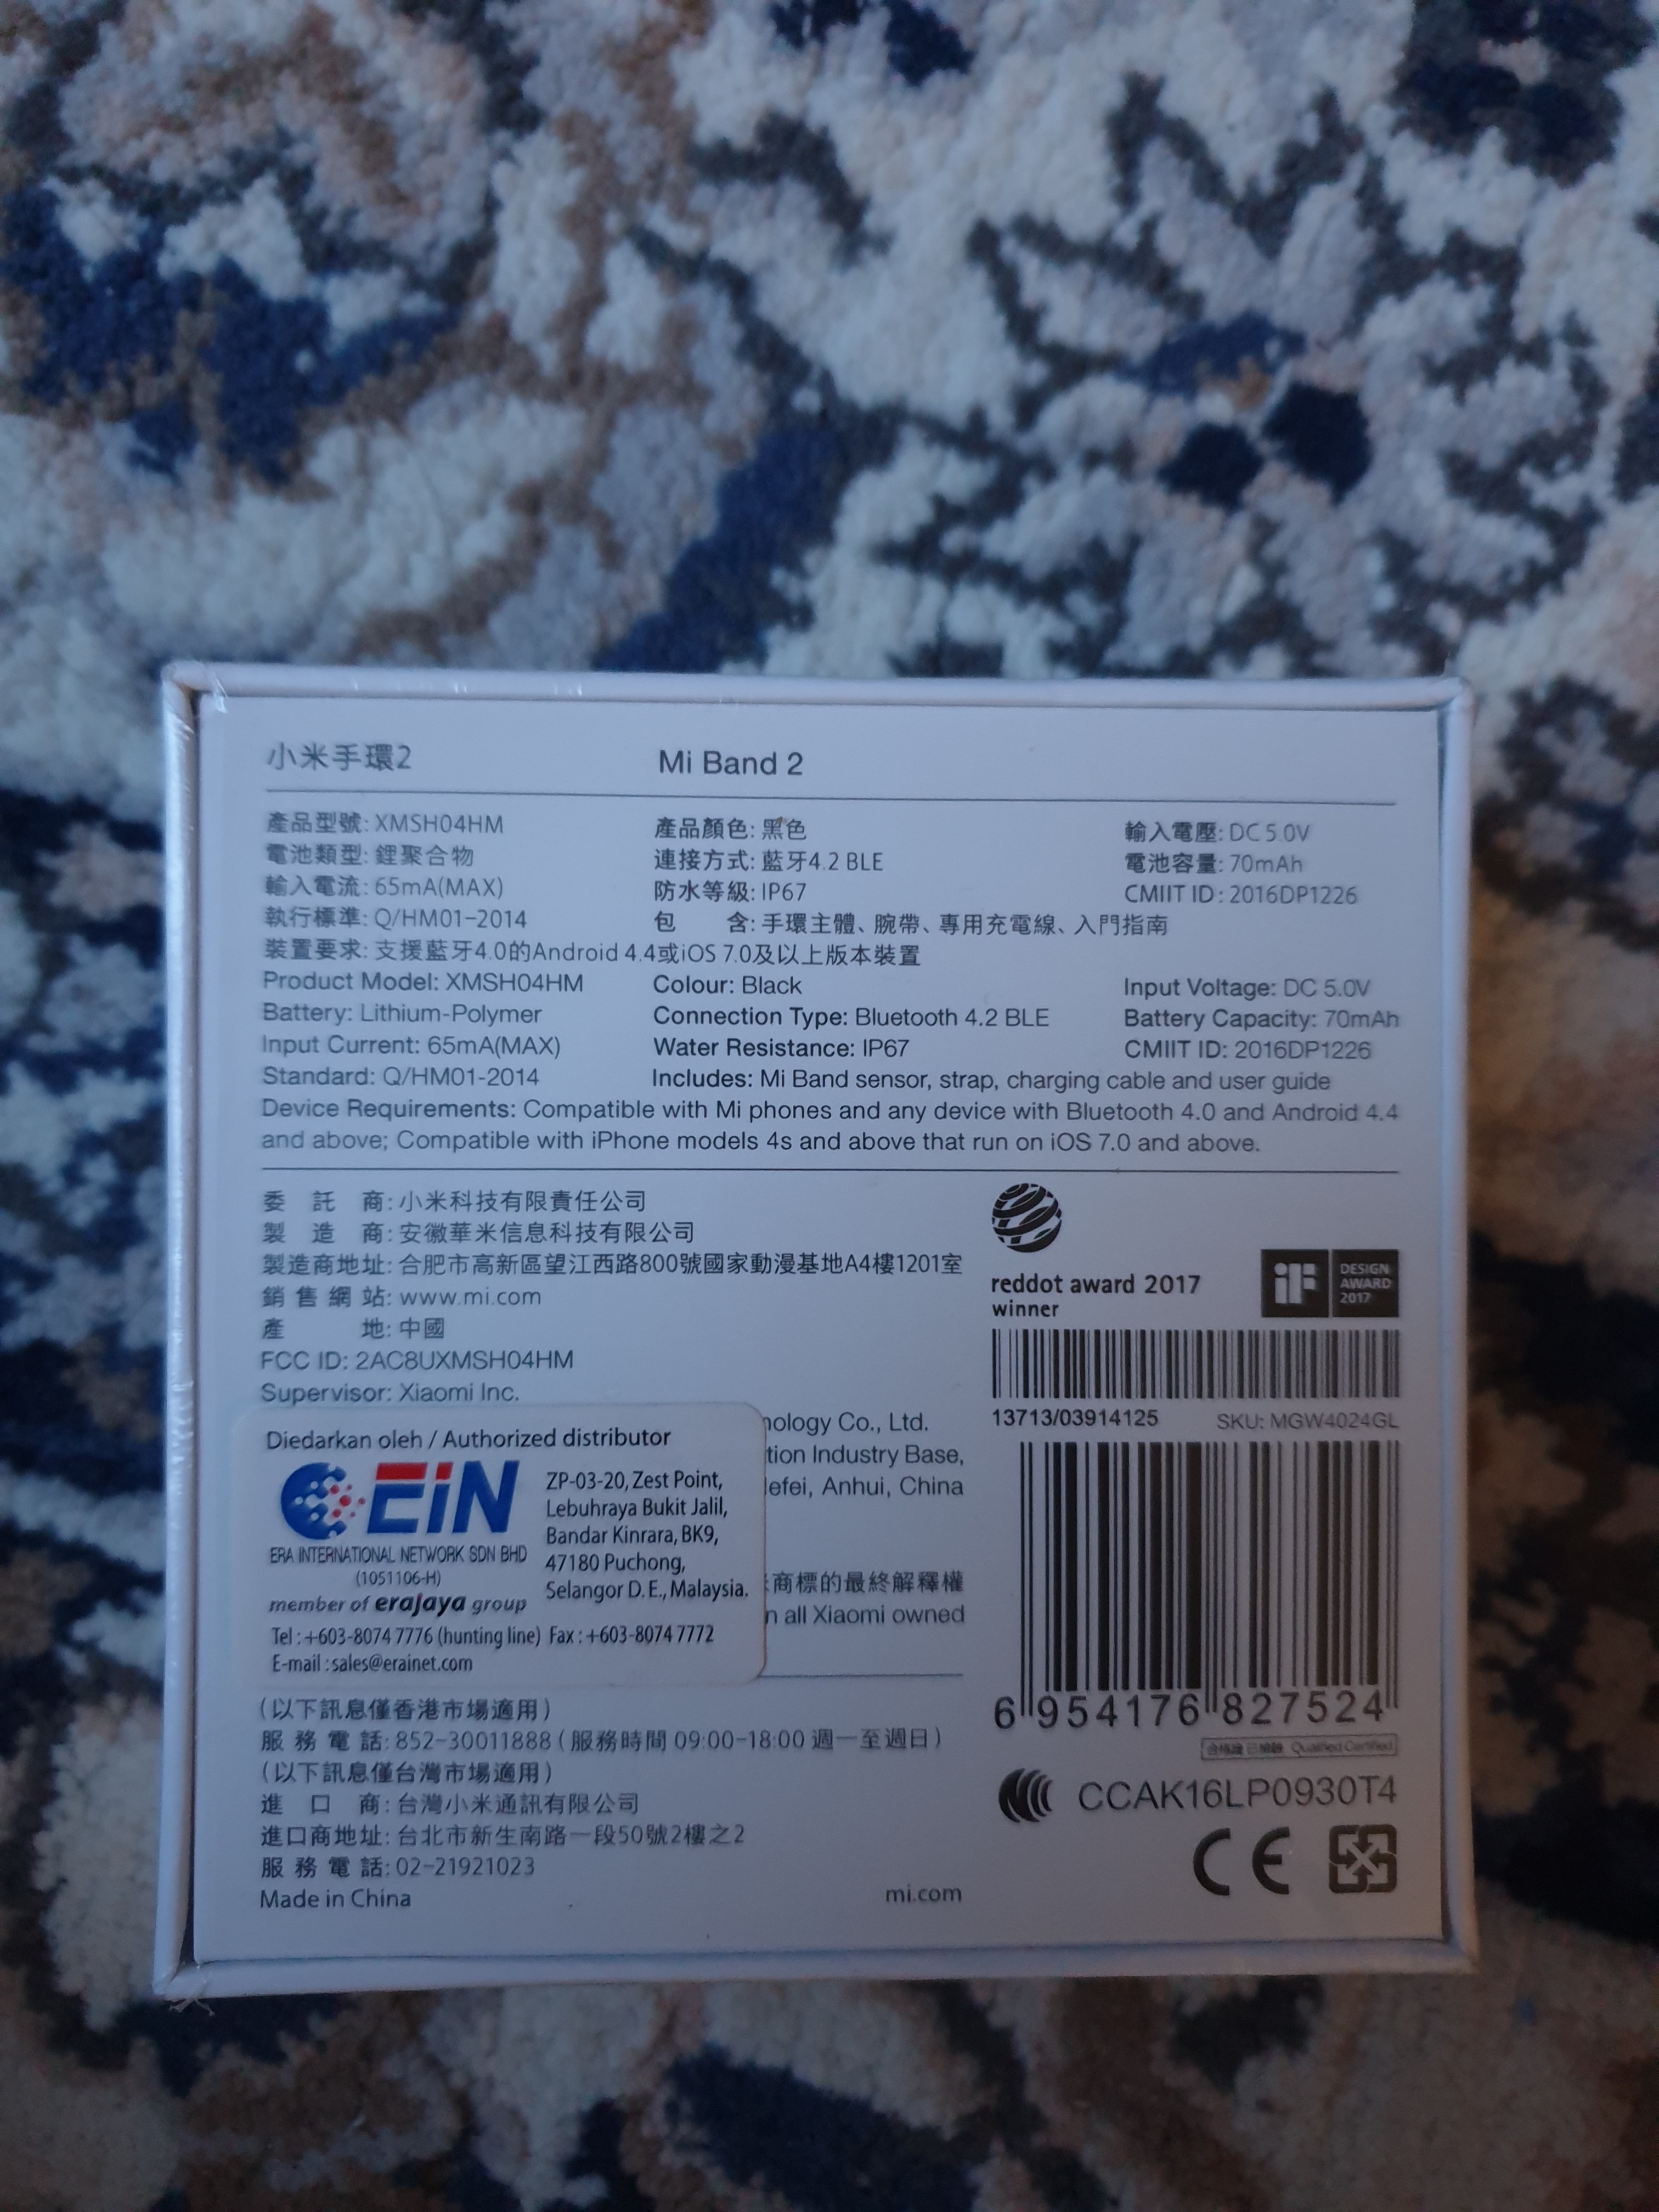 小米手環2
Mi Band 2
產品型號: XMSH04HM
產品顏色: 黑色
輸入電壓: DC 5.0V
電池類型: 鋰聚合物
連接方式: 藍牙4.2 BLE
電池容量: 70mAh
輸入電流: 65mA(MAX)
防水等級: IP67
CMIIT ID: 2016DP1226
執行標準: Q/HM01-2014
包 含: 手環主體、腕帶、專用充電線、入門指南
裝置要求: 支援藍牙4.0的Android 4.4或iOS 7.0及以上版本裝置
Product Model: XMSH04HM
Colour: Black
Input Voltage: DC 5.0V
Battery: Lithium-Polymer
Connection Type: Bluetooth 4.2 BLE
Battery Capacity: 70mAh
Input Current: 65mA(MAX)
Water Resistance: IP67
CMIIT ID: 2016DP1226
Standard: Q/HM01-2014
Includes: Mi Band sensor, strap, charging cable and user guide
Device Requirements: Compatible with Mi phones and any device with Bluetooth 4.0 and Android 4.4
and above; Compatible with iPhone models 4s and above that run on iOS 7.0 and above.
委 託 商: 小米科技有限責任公司
製 造 商: 安徽華米信息科技有限公司
製造商地址: 合肥市高新區望江西路800號國家動漫基地A4樓1201室
銷 售 網 站: www.mi.com
產 地: 中國
FCC ID: 2AC8UXMSH04HM
Supervisor: Xiaomi Inc.
nology Co., Ltd.
tion Industry Base,
efei, Anhui, China
商標的最終解釋權
n all Xiaomi owned
Diedarkan oleh / Authorized distributor
EiN
ERA INTERNATIONAL NETWORK SDN BHD
(1051106-H)
member of erajaya group
ZP-03-20, Zest Point,
Lebuhraya Bukit Jalil,
Bandar Kinrara, BK9,
47180 Puchong,
Selangor D.E., Malaysia.
Tel : +603-8074 7776 (hunting line) Fax : +603-8074 7772
E-mail : sales@erainet.com
(以下訊息僅香港市場適用)
服 務 電 話: 852-30011888 (服務時間 09:00-18:00 週一至週日)
(以下訊息僅台灣市場適用)
進 口 商: 台灣小米通訊有限公司
進口商地址: 台北市新生南路一段50號2樓之2
服 務 電 話: 02-21921023
Made in China
mi.com
reddot award 2017
winner
iF
DESIGN
AWARD
2017
13713/03914125
SKU: MGW4024GL
6 954176 827524
合格證 已檢驗 Qualified Certified
CCAK16LP0930T4
CE